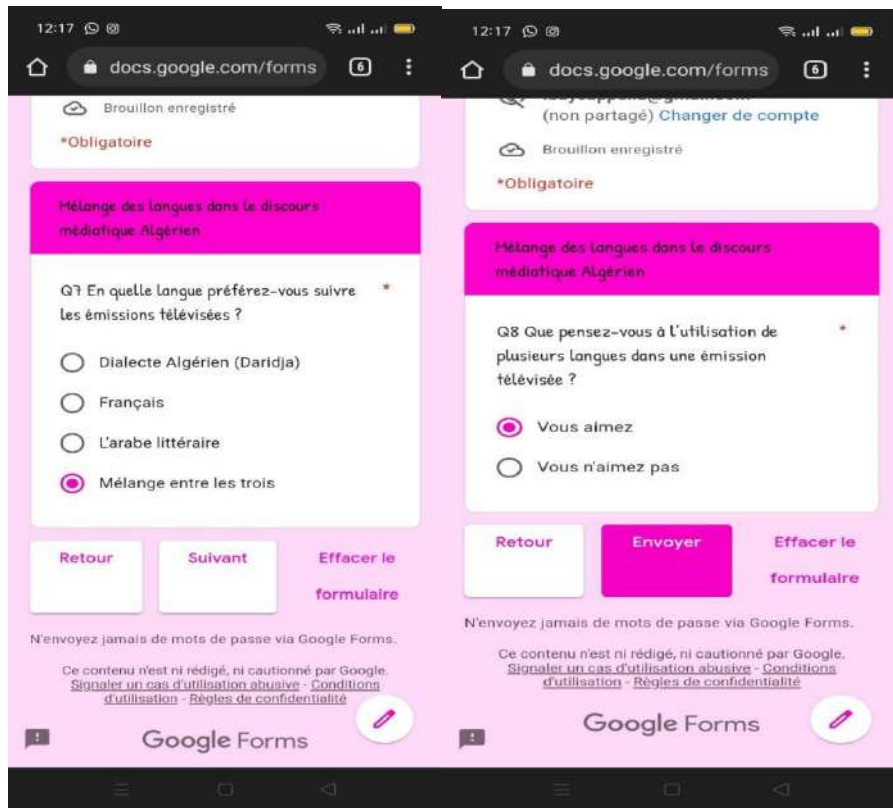 12:17
docs.google.com/forms
6
Brouillon enregistré
*Obligatoire
Mélange des langues dans le discours
médiatique Algérien
Q7 En quelle langue préférez-vous suivre *
les émissions télévisées ?
Dialecte Algérien (Daridja)
Français
L'arabe littéraire
Mélange entre les trois
Retour
Suivant
Effacer le
formulaire
N'envoyez jamais de mots de passe via Google Forms.
Ce contenu n'est ni rédigé, ni cautionné par Google.
Signaler un cas d'utilisation abusive - Conditions
d'utilisation - Règles de confidentialité
Google Forms
12:17
docs.google.com/forms
6
(non partagé) Changer de compte
Brouillon enregistré
*Obligatoire
Mélange des langues dans le discours
médiatique Algérien
Q8 Que pensez-vous à l'utilisation de *
plusieurs langues dans une émission
télévisée ?
Vous aimez
Vous n'aimez pas
Retour
Envoyer
Effacer le
formulaire
N'envoyez jamais de mots de passe via Google Forms.
Ce contenu n'est ni rédigé, ni cautionné par Google.
Signaler un cas d'utilisation abusive - Conditions
d'utilisation - Règles de confidentialité
Google Forms